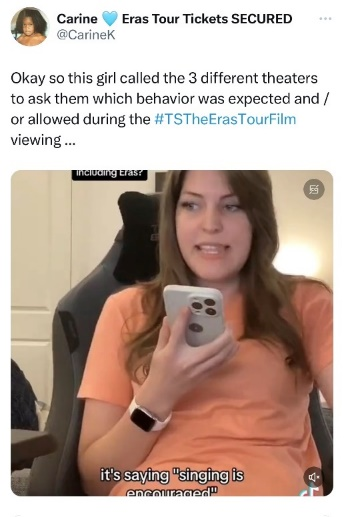 Carine 🩵 Eras Tour Tickets SECURED
@CarineK
Okay so this girl called the 3 different theaters
to ask them which behavior was expected and /
or allowed during the #TSTheErasTourFilm
viewing ...
including Eras?
it's saying "singing is
encouraged"